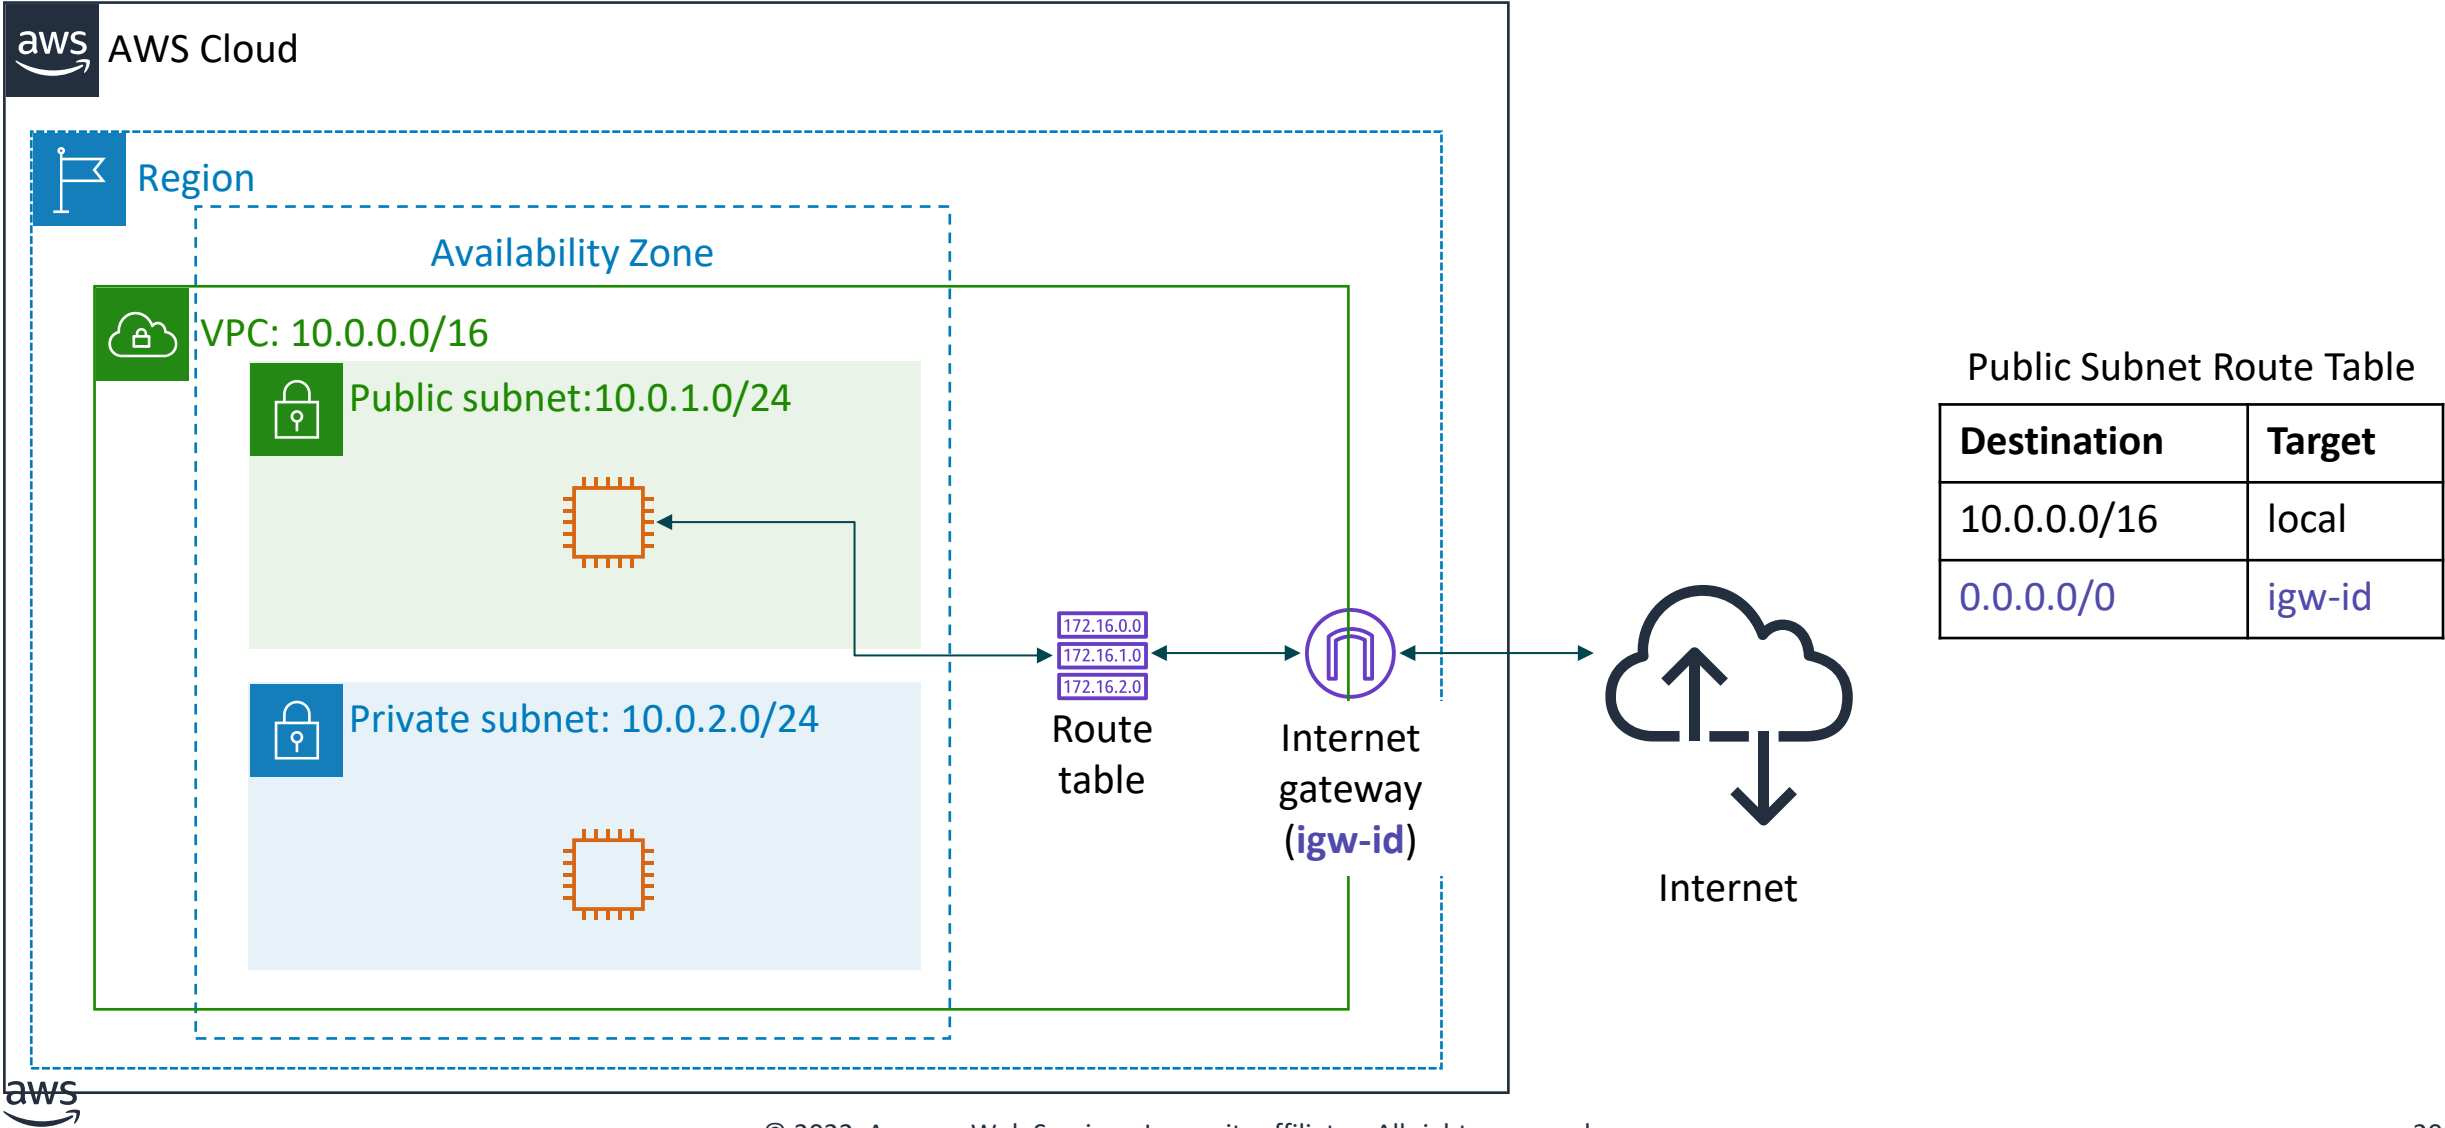 aws
AWS Cloud
Region
Availability Zone
VPC: 10.0.0.0/16
Public subnet:10.0.1.0/24
Private subnet: 10.0.2.0/24
172.16.0.0
172.16.1.0
172.16.2.0
Route
table
Internet
gateway
(igw-id)
Internet
Public Subnet Route Table
Destination Target
10.0.0.0/16 local
0.0.0.0/0 igw-id
aws